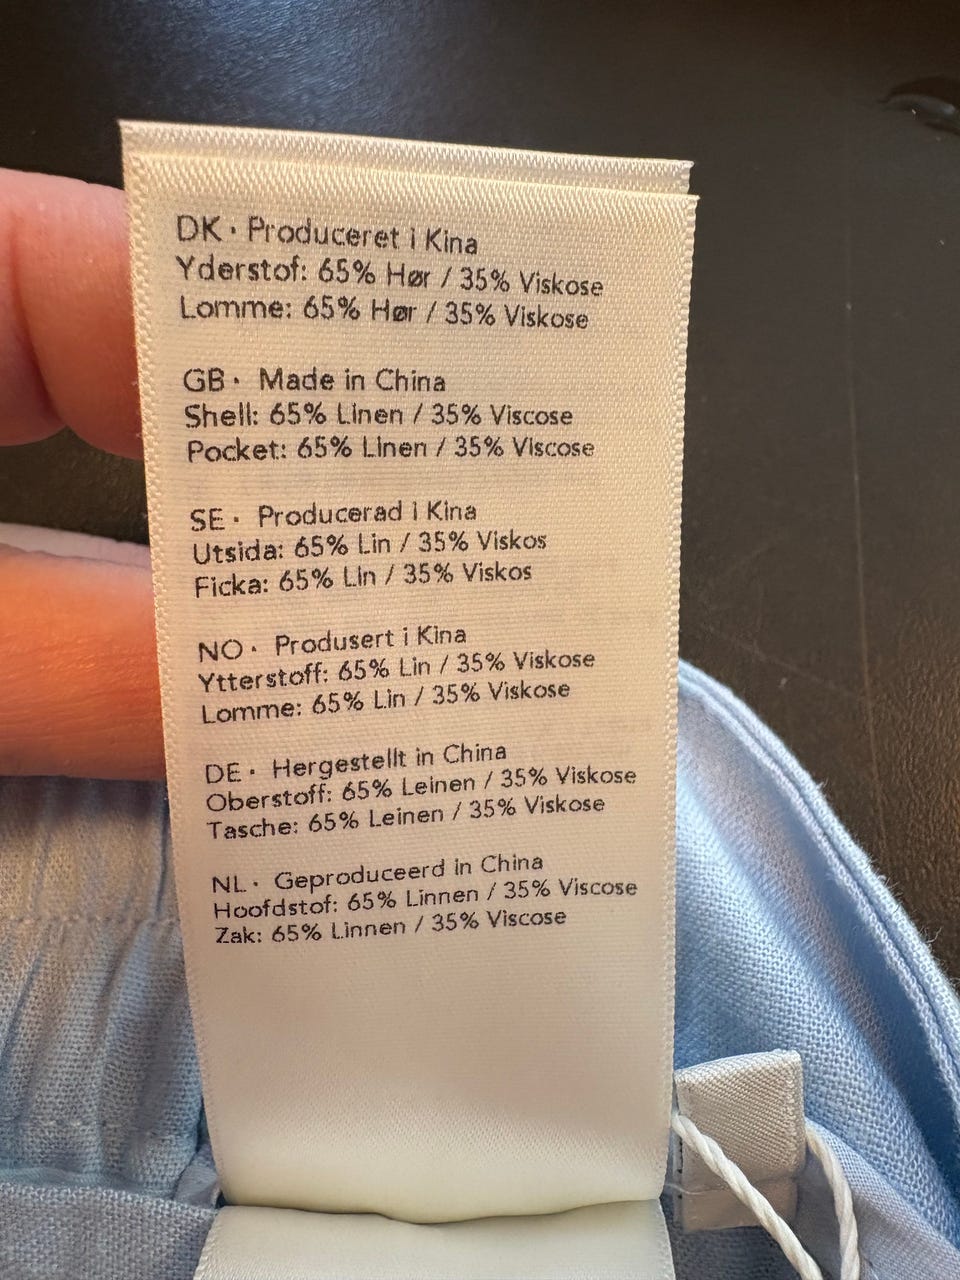 DK · Produceret i Kina
Yderstof: 65% Hør / 35% Viskose
Lomme: 65% Hør / 35% Viskose
GB · Made in China
Shell: 65% Linen / 35% Viscose
Pocket: 65% Linen / 35% Viscose
SE · Producerad i Kina
Utsida: 65% Lin / 35% Viskos
Ficka: 65% Lin / 35% Viskos
NO · Produsert i Kina
Ytterstoff: 65% Lin / 35% Viskose
Lomme: 65% Lin / 35% Viskose
DE · Hergestellt in China
Oberstoff: 65% Leinen / 35% Viskose
Tasche: 65% Leinen / 35% Viskose
NL · Geproduceerd in China
Hoofdstof: 65% Linnen / 35% Viscose
Zak: 65% Linnen / 35% Viscose